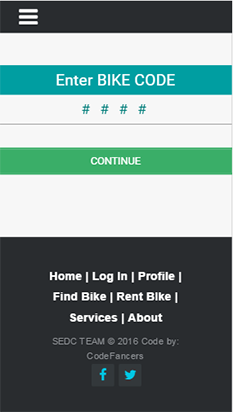 Enter BIKE CODE
# # # #
CONTINUE
Home | Log In | Profile |
Find Bike | Rent Bike |
Services | About
SEDC TEAM © 2016 Code by:
CodeFancers